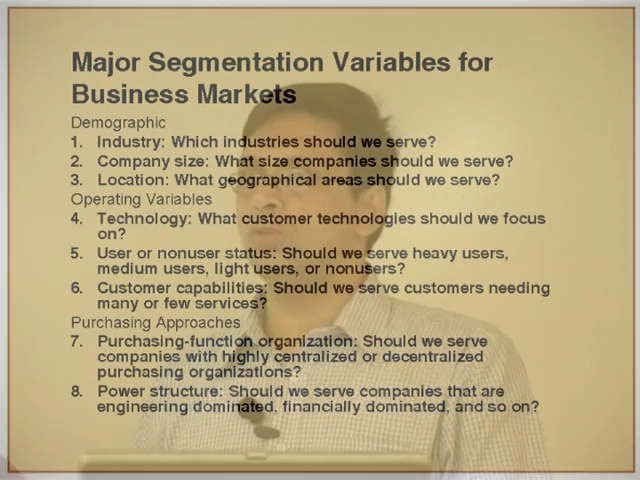 Major Segmentation Variables for
Business Markets
Demographic
1. Industry: Which industries should we serve?
2. Company size: What size companies should we serve?
3. Location: What geographical areas should we serve?
Operating Variables
4. Technology: What customer technologies should we focus
on?
5. User or nonuser status: Should we serve heavy users,
medium users, light users, or nonusers?
6. Customer capabilities: Should we serve customers needing
many or few services?
Purchasing Approaches
7. Purchasing-function organization: Should we serve
companies with highly centralized or decentralized
purchasing organizations?
8. Power structure: Should we serve companies that are
engineering dominated, financially dominated, and so on?